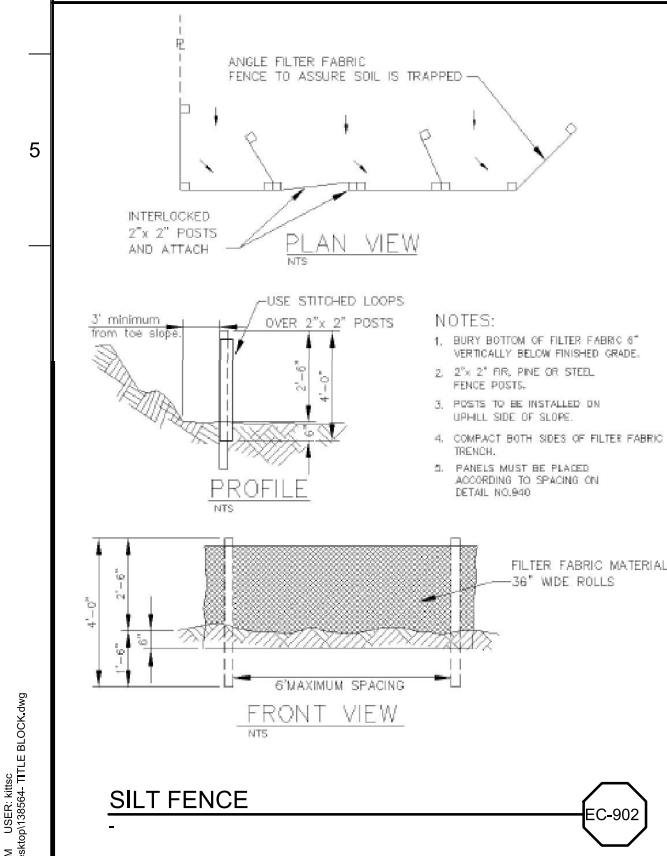 PL
ANGLE FILTER FABRIC
FENCE TO ASSURE SOIL IS TRAPPED
5
INTERLOCKED
2"x 2" POSTS
AND ATTACH
PLAN VIEW
NTS
USE STITCHED LOOPS
OVER 2"x 2" POSTS
3' minimum
from toe slope.
2'-6"
4'-0"
6"
PROFILE
NTS
NOTES:
1. BURY BOTTOM OF FILTER FABRIC 6"
VERTICALLY BELOW FINISHED GRADE.
2. 2"x 2" FIR, PINE OR STEEL
FENCE POSTS.
3. POSTS TO BE INSTALLED ON
UPHILL SIDE OF SLOPE.
4. COMPACT BOTH SIDES OF FILTER FABRIC
TRENCH.
5. PANELS MUST BE PLACED
ACCORDING TO SPACING ON
DETAIL NO.940
FILTER FABRIC MATERIAL
36" WIDE ROLLS
4'-0"
2'-6"
1'-6"
6"
6'MAXIMUM SPACING
FRONT VIEW
NTS
SILT FENCE
-
EC-902
M USER: kittsc
esktop\138564- TITLE BLOCK.dwg